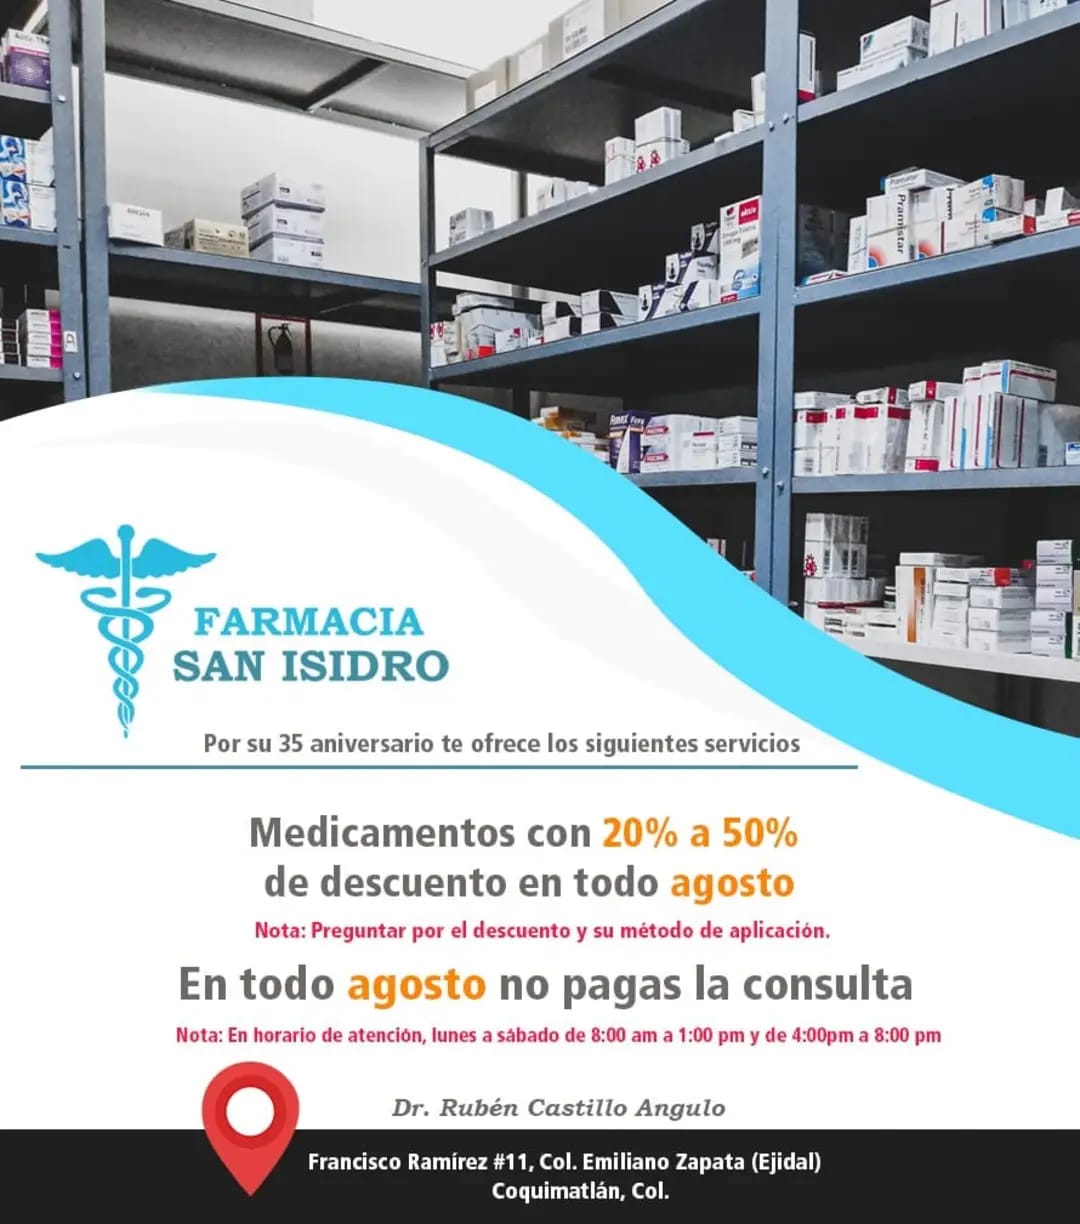 Pramistar
Pramistar
FARMACIA
SAN ISIDRO
Por su 35 aniversario te ofrece los siguientes servicios
Medicamentos con 20% a 50%
de descuento en todo agosto
Nota: Preguntar por el descuento y su método de aplicación.
En todo agosto no pagas la consulta
Nota: En horario de atención, lunes a sábado de 8:00 am a 1:00 pm y de 4:00pm a 8:00 pm
Dr. Rubén Castillo Angulo
Francisco Ramírez #11, Col. Emiliano Zapata (Ejidal)
Coquimatlán, Col.